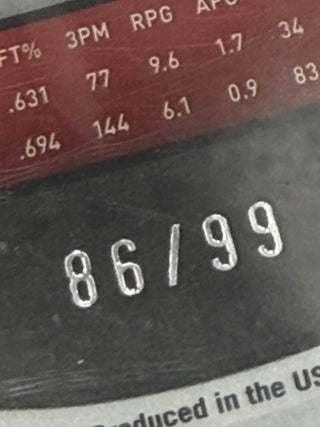 FT% 3PM RPG
.631 77 9.6 1.7 34
.694 144 6.1 0.9 83
86/99
Produced in the US